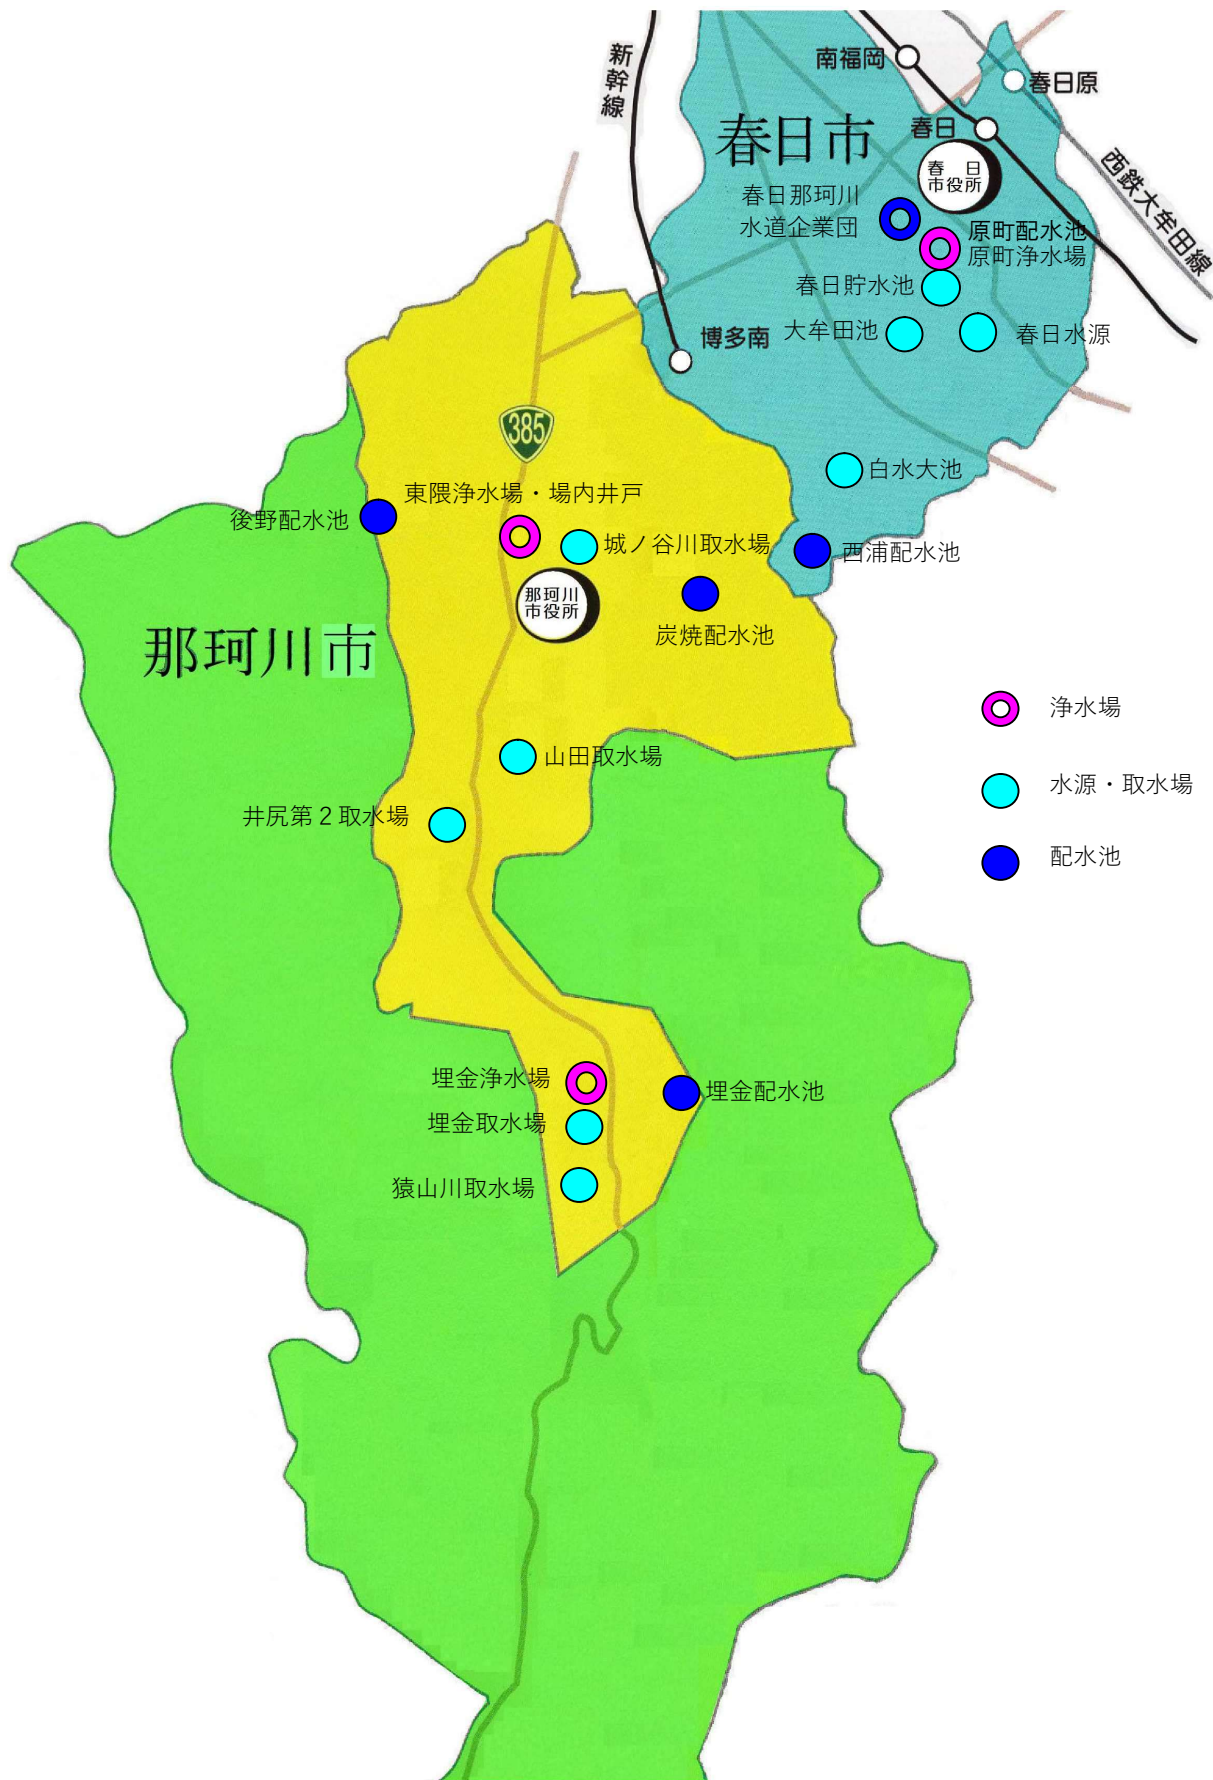 新幹線
南福岡
春日原
春日市
春日
春日
市役所
西鉄大牟田線
春日那珂川
水道企業団
原町配水池
原町浄水場
春日貯水池
大牟田池
春日水源
博多南
385
白水大池
東隈浄水場・場内井戸
後野配水池
城ノ谷川取水場
西浦配水池
那珂川
市役所
炭焼配水池
那珂川市
浄水場
山田取水場
水源・取水場
井尻第２取水場
配水池
埋金浄水場
埋金配水池
埋金取水場
猿山川取水場